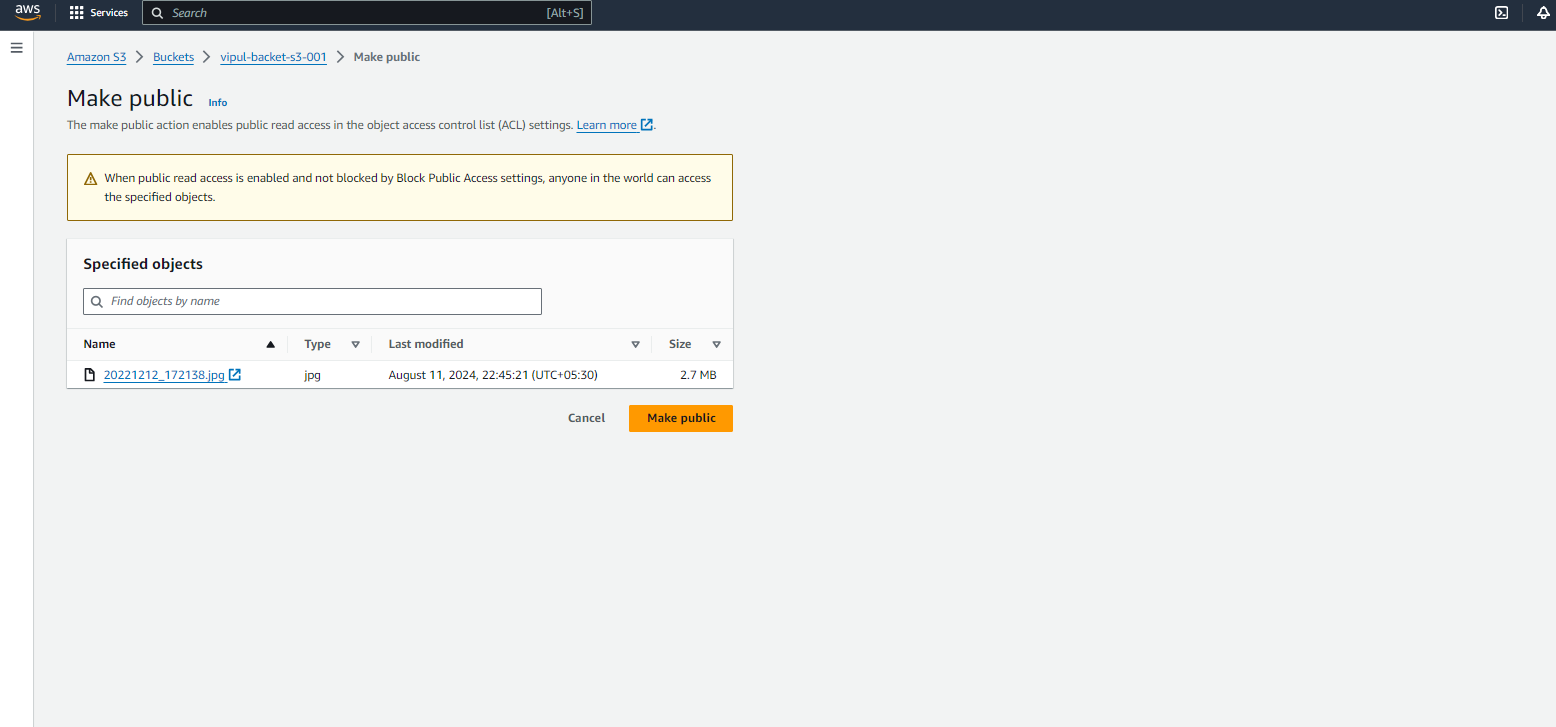 aws
Services
Search
[Alt+S]
Amazon S3 > Buckets > vipul-backet-s3-001 > Make public
Make public Info
The make public action enables public read access in the object access control list (ACL) settings. Learn more.
When public read access is enabled and not blocked by Block Public Access settings, anyone in the world can access
the specified objects.
Specified objects
Find objects by name
Name Type Last modified Size
20221212_172138.jpg jpg August 11, 2024, 22:45:21 (UTC+05:30) 2.7 MB
Cancel Make public